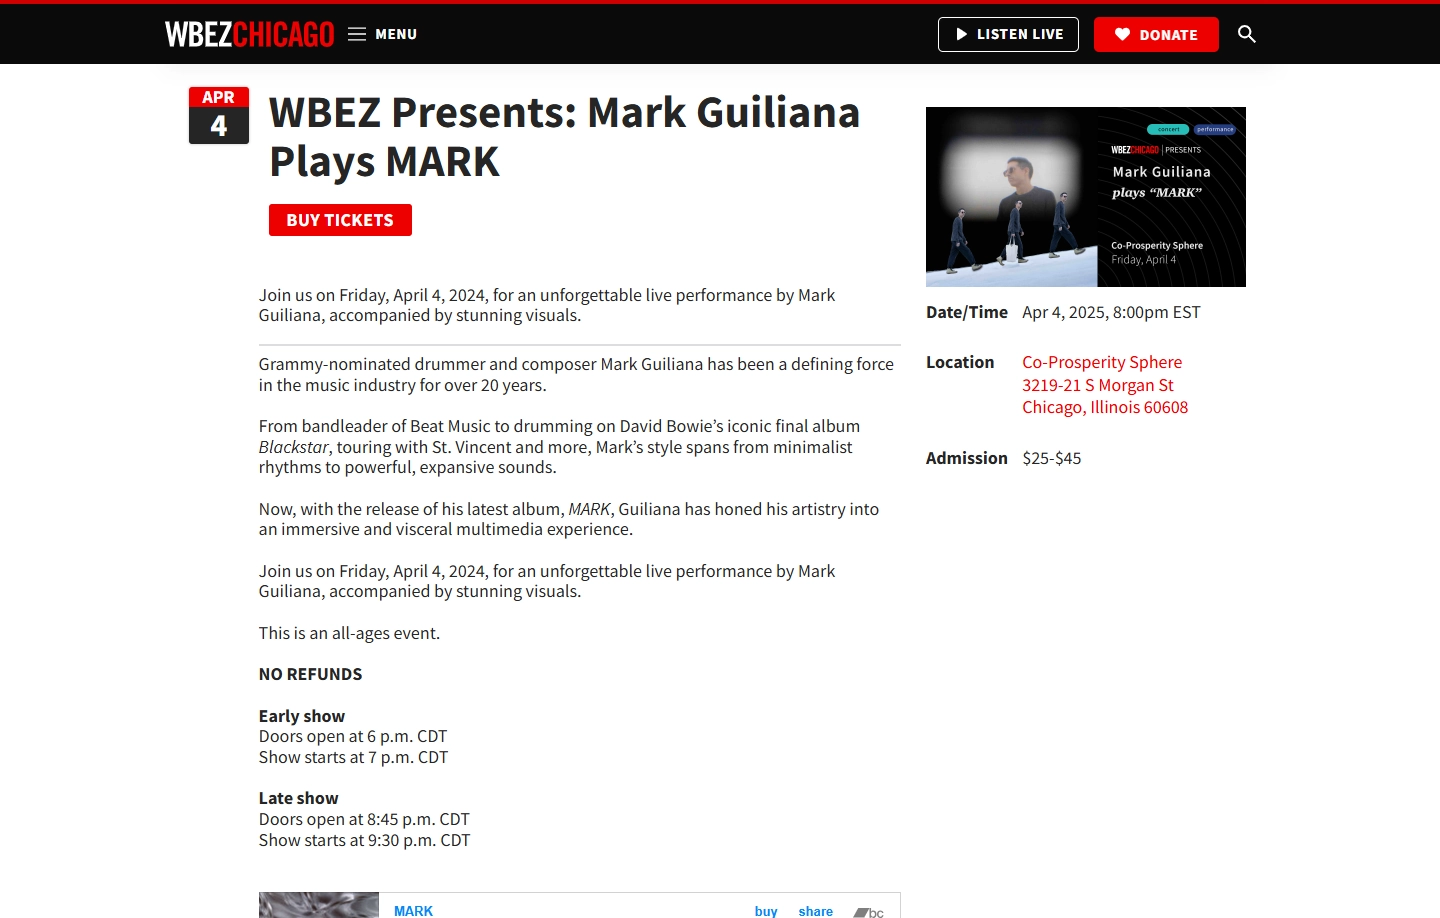 WBEZCHICAGO MENU LISTEN LIVE DONATE
APR
4
WBEZ Presents: Mark Guiliana
Plays MARK
BUY TICKETS
Join us on Friday, April 4, 2024, for an unforgettable live performance by Mark
Guiliana, accompanied by stunning visuals.
Grammy-nominated drummer and composer Mark Guiliana has been a defining force
in the music industry for over 20 years.
From bandleader of Beat Music to drumming on David Bowie’s iconic final album
Blackstar, touring with St. Vincent and more, Mark’s style spans from minimalist
rhythms to powerful, expansive sounds.
Now, with the release of his latest album, MARK, Guiliana has honed his artistry into
an immersive and visceral multimedia experience.
Join us on Friday, April 4, 2024, for an unforgettable live performance by Mark
Guiliana, accompanied by stunning visuals.
This is an all-ages event.
NO REFUNDS
Early show
Doors open at 6 p.m. CDT
Show starts at 7 p.m. CDT
Late show
Doors open at 8:45 p.m. CDT
Show starts at 9:30 p.m. CDT
MARK buy share bc
concert performance
WBEZCHICAGO | PRESENTS
Mark Guiliana
plays “MARK”
Co-Prosperity Sphere
Friday, April 4
Date/Time Apr 4, 2025, 8:00pm EST
Location Co-Prosperity Sphere
3219-21 S Morgan St
Chicago, Illinois 60608
Admission $25-$45